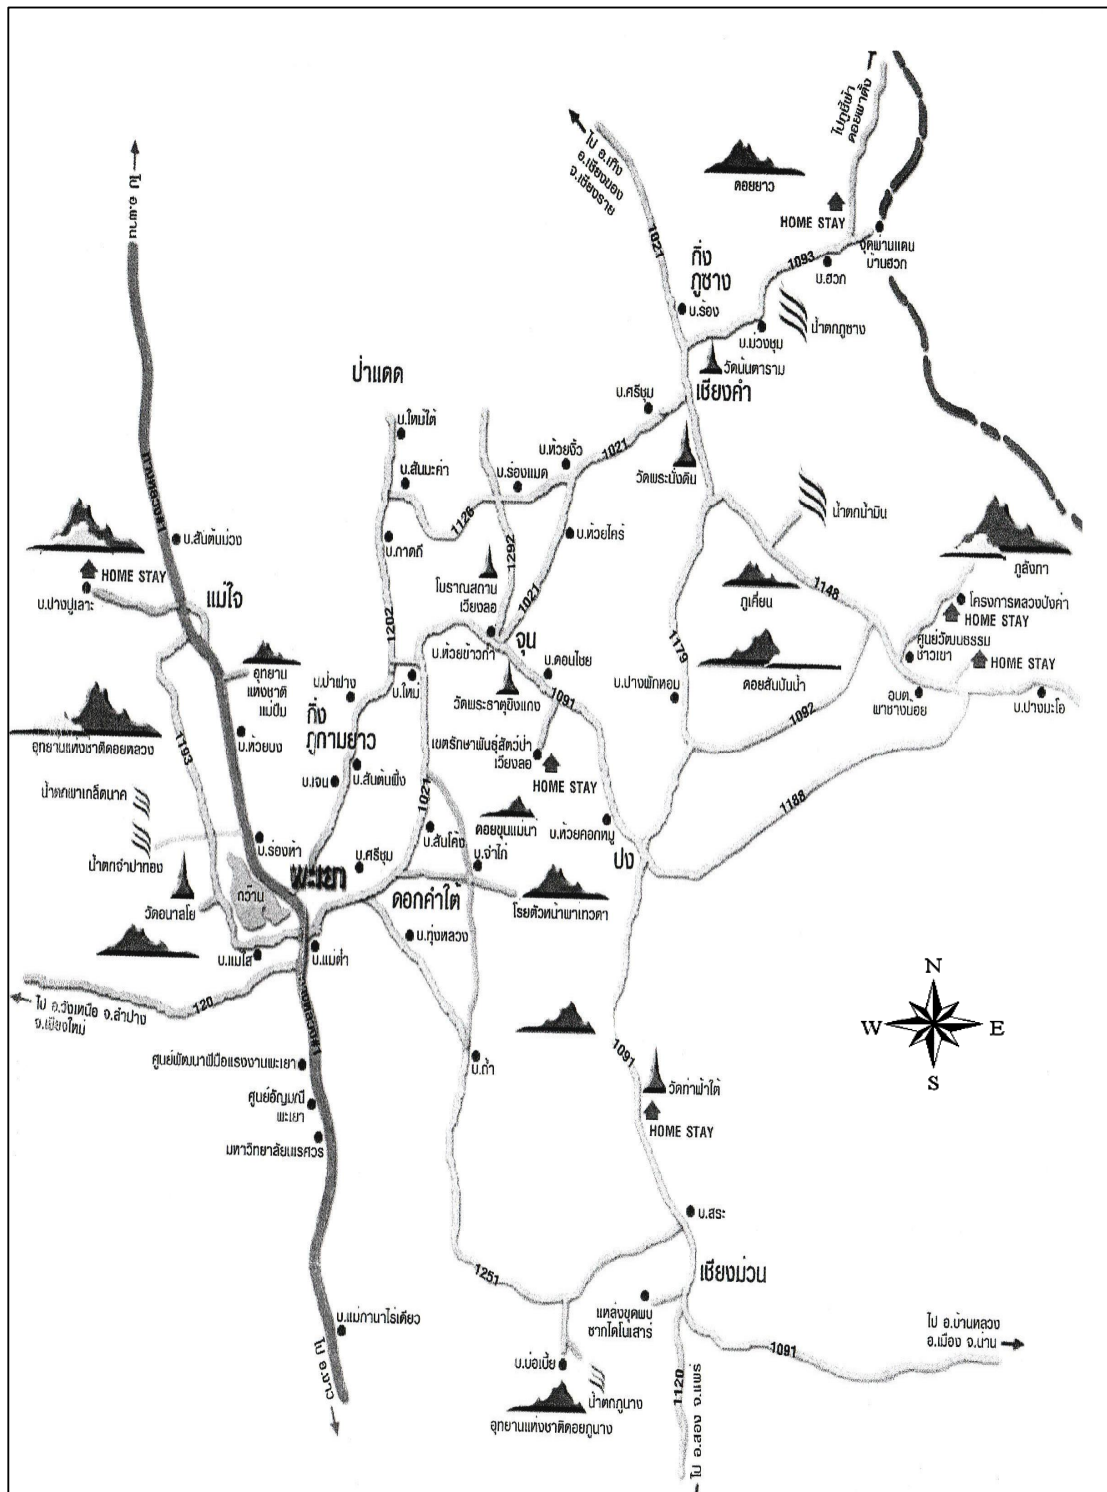 ไปภูชี้ฟ้า
ดอยผาตั้ง
ไป อ.เทิง
อ.เชียงของ
จ.เชียงราย
ไป อ.พาน
ดอยยาว
HOME STAY
จุดผ่านแดน
บ้านฮวก
1021
กิ่ง
ภูซาง
1093
บ.ฮวก
บ.ร้อง
น้ำตกภูซาง
บ.ม่วงชุม
วัดนันตาราม
เชียงคำ
ป่าแดด
บ.ศรีชุม
บ.ใหม่ใต้
บ.ห้วยงิ้ว
1021
บ.สันมะค่า
บ.ร่องแมด
วัดพระนั่งดิน
ทางหลวง#1
1126
น้ำตกน้ำมิน
บ.สันต้นม่วง
บ.ห้วยไคร้
1292
ภูลังกา
HOME STAY
บ.ปางปูเลาะ
แม่ใจ
โบราณสถาน
เวียงลอ
1021
ภูเคี่ยน
1148
โครงการหลวงปังค่า
HOME STAY
1202
จุน
บ.ห้วยข้าวก่ำ
ศูนย์วัฒนธรรม
ชาวเขา
HOME STAY
1179
อุทยาน
แห่งชาติ
แม่ปืม
บ.ใหม่
บ.ดอนไชย
ดอยสันปันน้ำ
บ.ปางผักหอม
อบต.
ผาช้างน้อย
บ.ปางมะโอ
บ.ป่าฝาง
วัดพระธาตุขิงแกง
1091
1092
กิ่ง
ภูกามยาว
อุทยานแห่งชาติดอยหลวง
1193
บ.ห้วยบง
เขตรักษาพันธุ์สัตว์ป่า
เวียงลอ
HOME STAY
บ.เจน
บ.สันต้นผึ้ง
1021
น้ำตกผาเกล็ดนาค
1188
ดอยขุนแม่นา
บ.ห้วยคอกหมู
บ.สันโค้ง
บ.ร่องห้า
บ.ศรีชุม
บ.จำไก่
ปง
น้ำตกจำปาทอง
พะเยา
กว๊าน
ดอกคำใต้
วัดอนาลโย
โรยตัวหน้าผาเทวดา
บ.ทุ่งหลวง
บ.แม่ใส
บ.แม่ต๋ำ
120
ไป อ.วังเหนือ จ.ลำปาง
จ.เชียงใหม่
ทางหลวง#1
N
W
E
S
1091
ศูนย์พัฒนาฝีมือแรงงานพะเยา
บ.ถ้ำ
วัดท่าฟ้าใต้
HOME STAY
พะเยา
มหาวิทยาลัยนเรศวร
บ.สระ
เชียงม่วน
1251
แหล่งขุดพบ
ซากไดโนเสาร์
ไป อ.บ้านหลวง
อ.เมือง จ.น่าน
1091
บ.แม่กานาไร่เดียว
บ.บ่อเบี้ย
น้ำตกภูนาง
1120
ไป อ.งาว
อุทยานแห่งชาติดอยภูนาง
ไป อ.สอง จ.แพร่